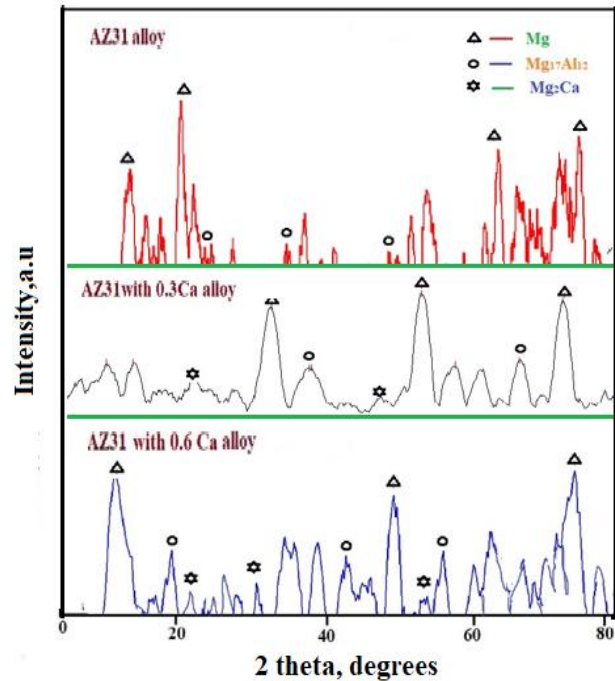 AZ31 alloy
Mg
Mg₁₇Al₁₂
Mg₂Ca
AZ31with 0.3Ca alloy
AZ31 with 0.6 Ca alloy
Intensity,a.u
0 20 40 60 80
2 theta, degrees